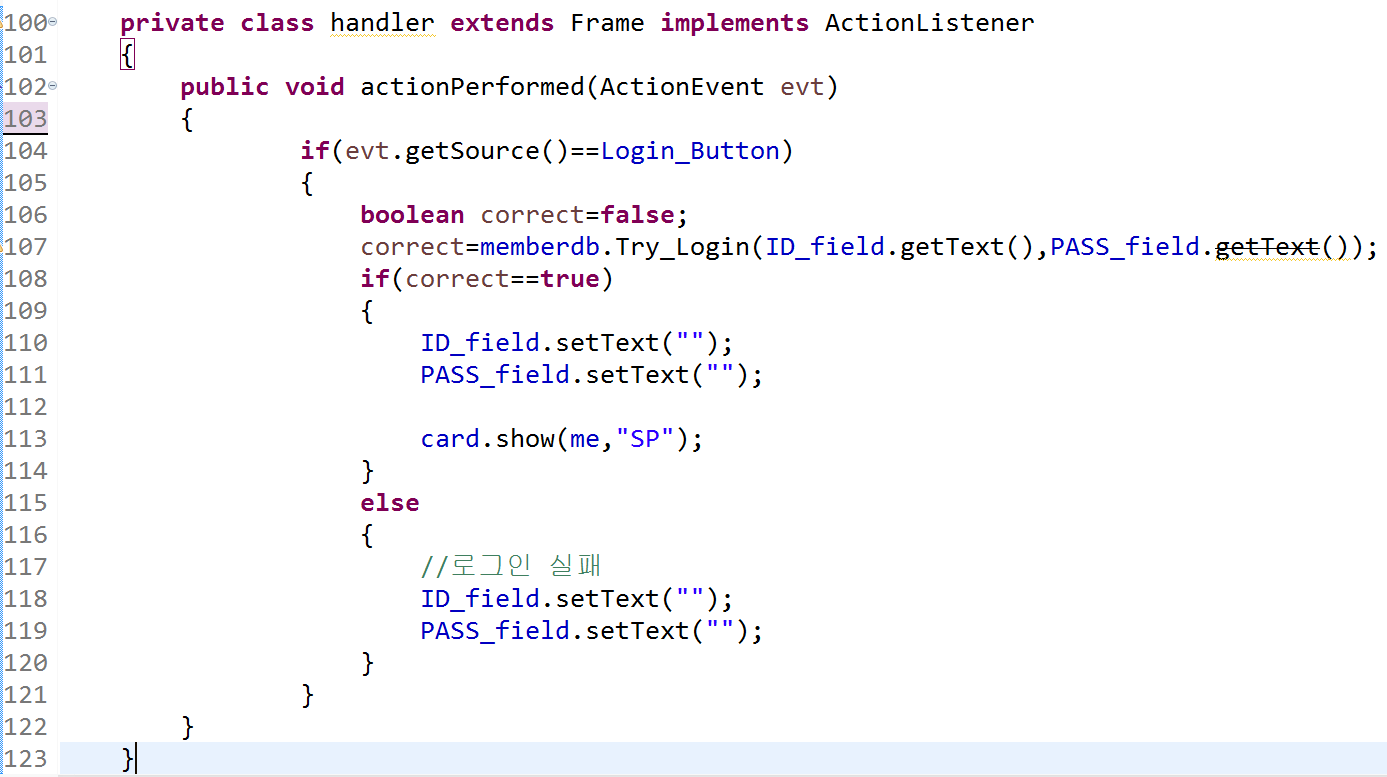 100 private class handler extends Frame implements ActionListener
101 {
102 public void actionPerformed(ActionEvent evt)
103 {
104 if(evt.getSource()==Login_Button)
105 {
106 boolean correct=false;
107 correct=memberdb.Try_Login(ID_field.getText(),PASS_field.getText());
108 if(correct==true)
109 {
110 ID_field.setText("");
111 PASS_field.setText("");
112
113 card.show(me,"SP");
114 }
115 else
116 {
117 //로그인 실패
118 ID_field.setText("");
119 PASS_field.setText("");
120 }
121 }
122 }
123 }